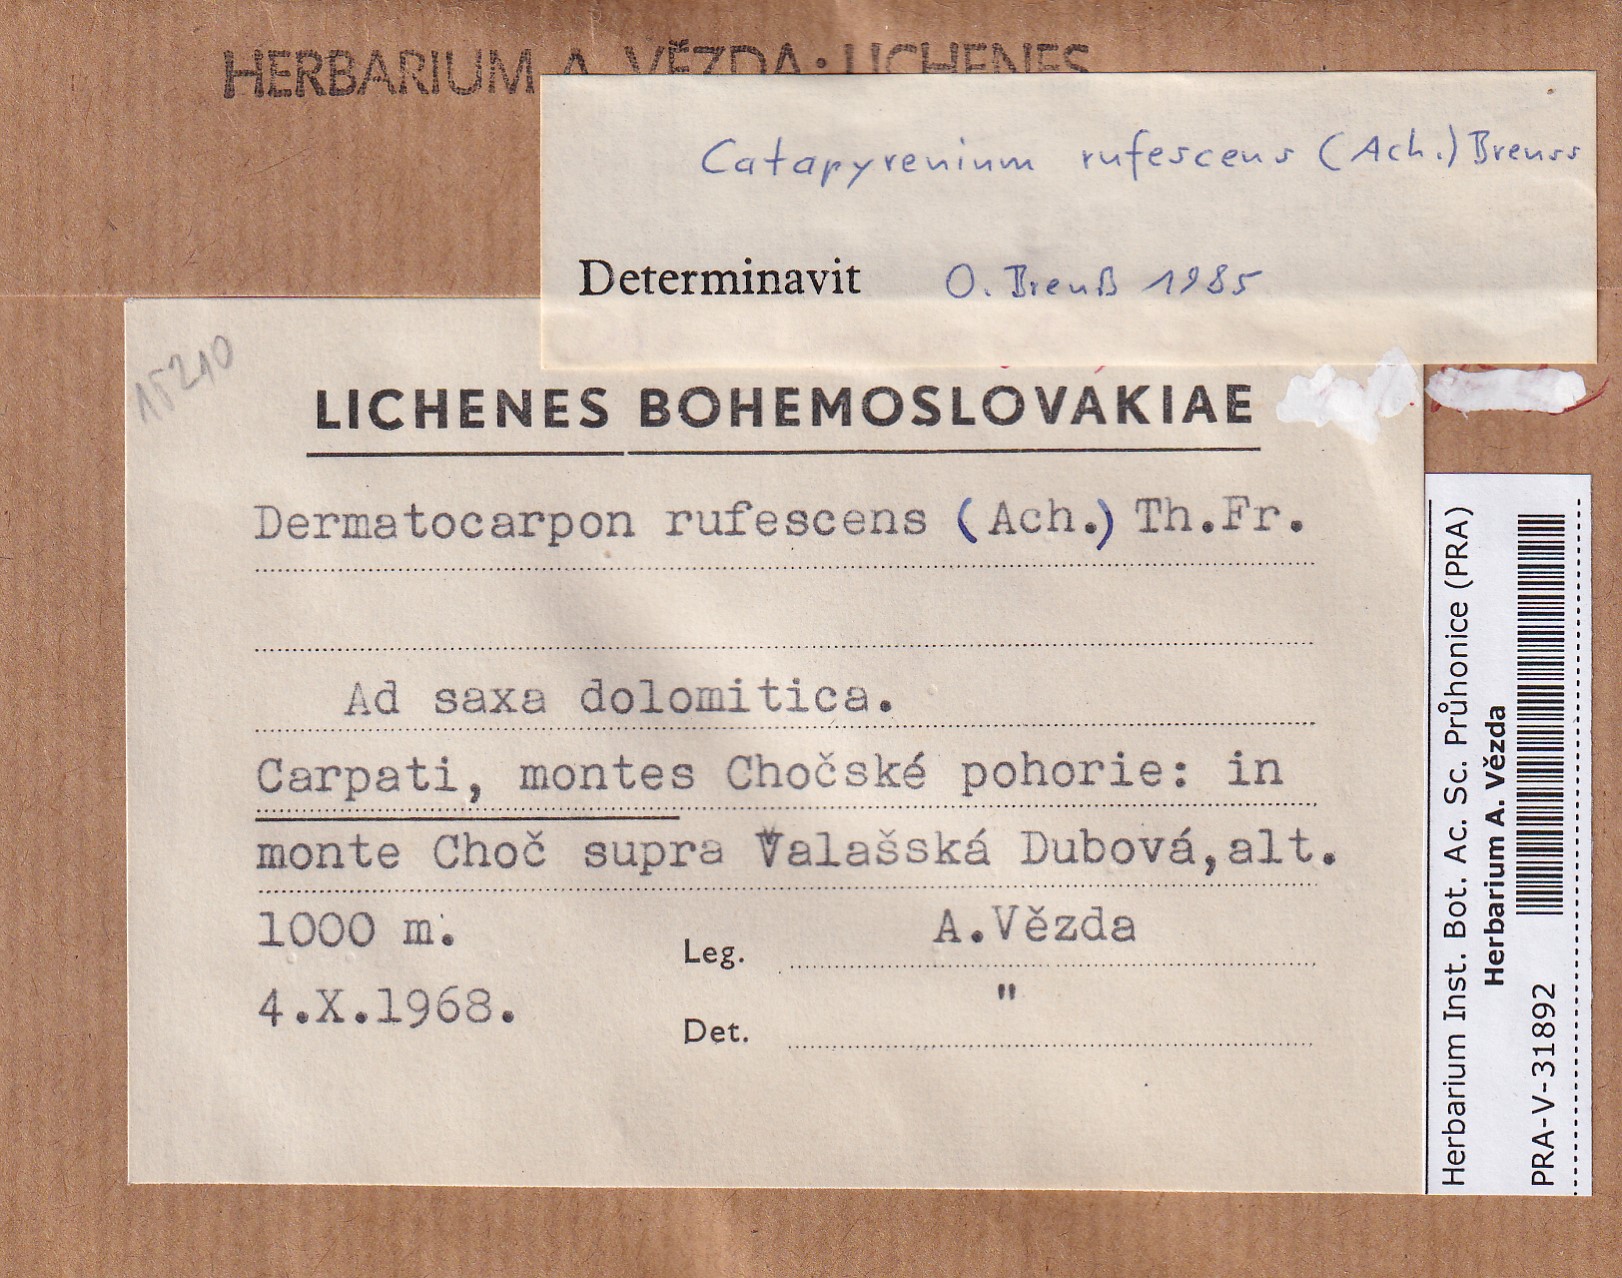 HERBARIUM A. VĚZDA: LICHENES
Catapyrenium rufescens (Ach.) Breuss
Determinavit O. Breuß 1985
15210
LICHENES BOHEMOSLOVAKIAE
Dermatocarpon rufescens (Ach.) Th.Fr.
Ad saxa dolomitica.
Carpati, montes Chočské pohorie: in
monte Choč supra Valašská Dubová,alt.
1000 m.
Leg. A.Vězda
4.X.1968.
Det. "
Herbarium Inst. Bot. Ac. Sc. Průhonice (PRA)
Herbarium A. Vězda
PRA-V-31892